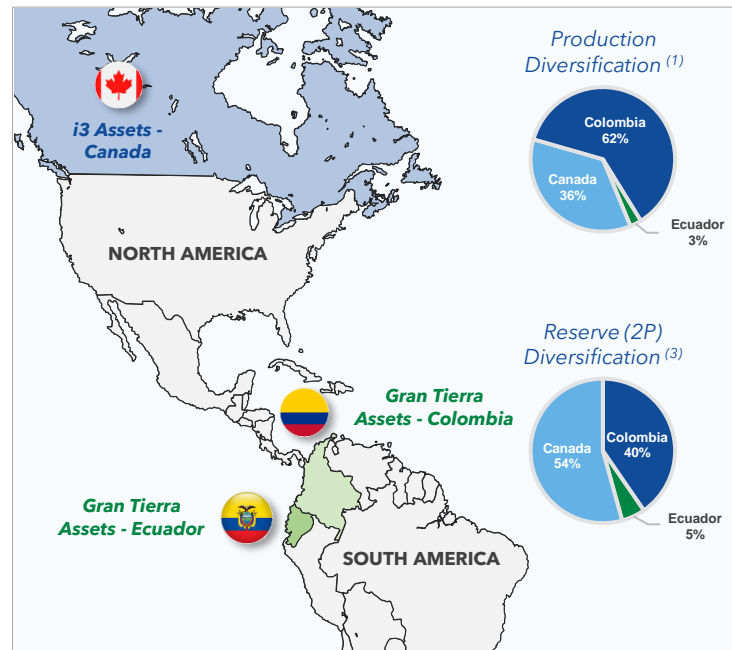 Production
Diversification (1)
Colombia
62%
Canada
36%
Ecuador
3%
i3 Assets -
Canada
NORTH AMERICA
Reserve (2P)
Diversification (3)
Canada
54%
Colombia
40%
Ecuador
5%
Gran Tierra
Assets - Colombia
Gran Tierra
Assets - Ecuador
SOUTH AMERICA